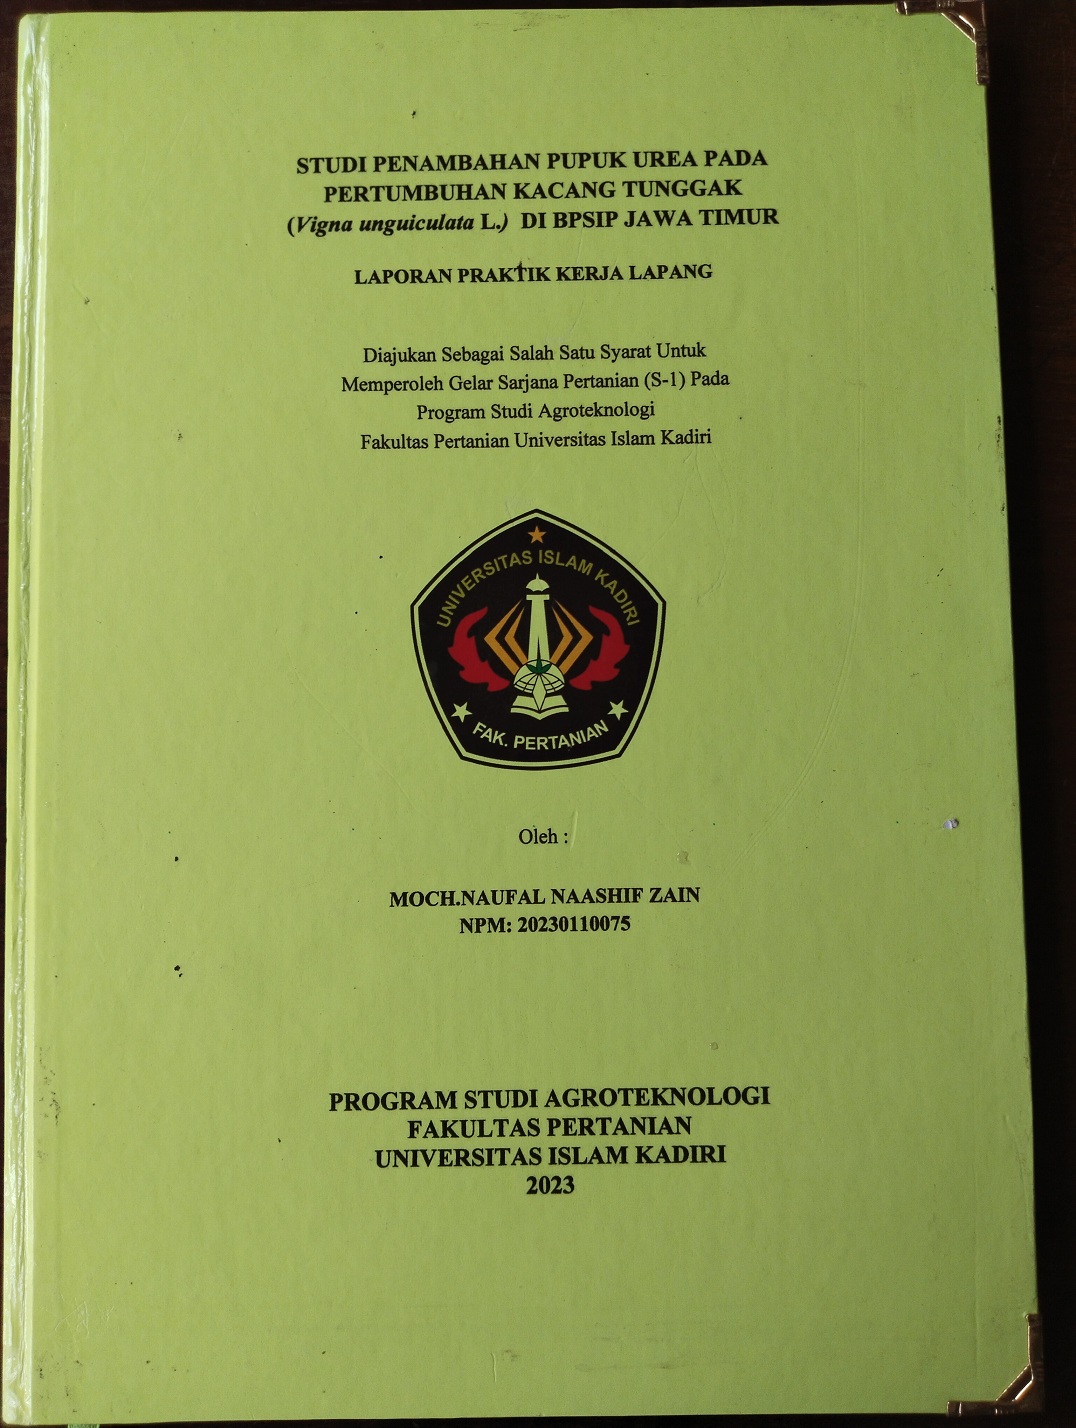 STUDI PENAMBAHAN PUPUK UREA PADA
PERTUMBUHAN KACANG TUNGGAK
(Vigna unguiculata L.) DI BPSIP JAWA TIMUR
LAPORAN PRAKTIK KERJA LAPANG
Diajukan Sebagai Salah Satu Syarat Untuk
Memperoleh Gelar Sarjana Pertanian (S-1) Pada
Program Studi Agroteknologi
Fakultas Pertanian Universitas Islam Kadiri
UNIVERSITAS ISLAM KADIRI
FAK. PERTANIAN
Oleh :
MOCH.NAUFAL NAASHIF ZAIN
NPM: 20230110075
PROGRAM STUDI AGROTEKNOLOGI
FAKULTAS PERTANIAN
UNIVERSITAS ISLAM KADIRI
2023